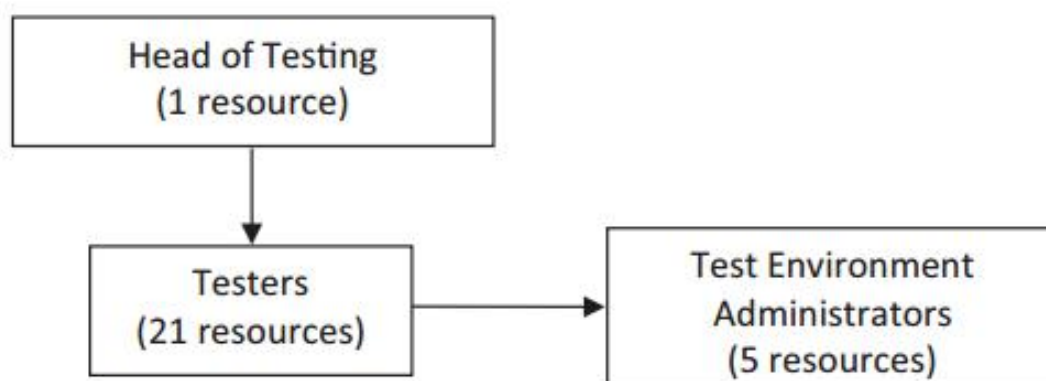 Head of Testing
(1 resource)
Testers
(21 resources)
Test Environment
Administrators
(5 resources)